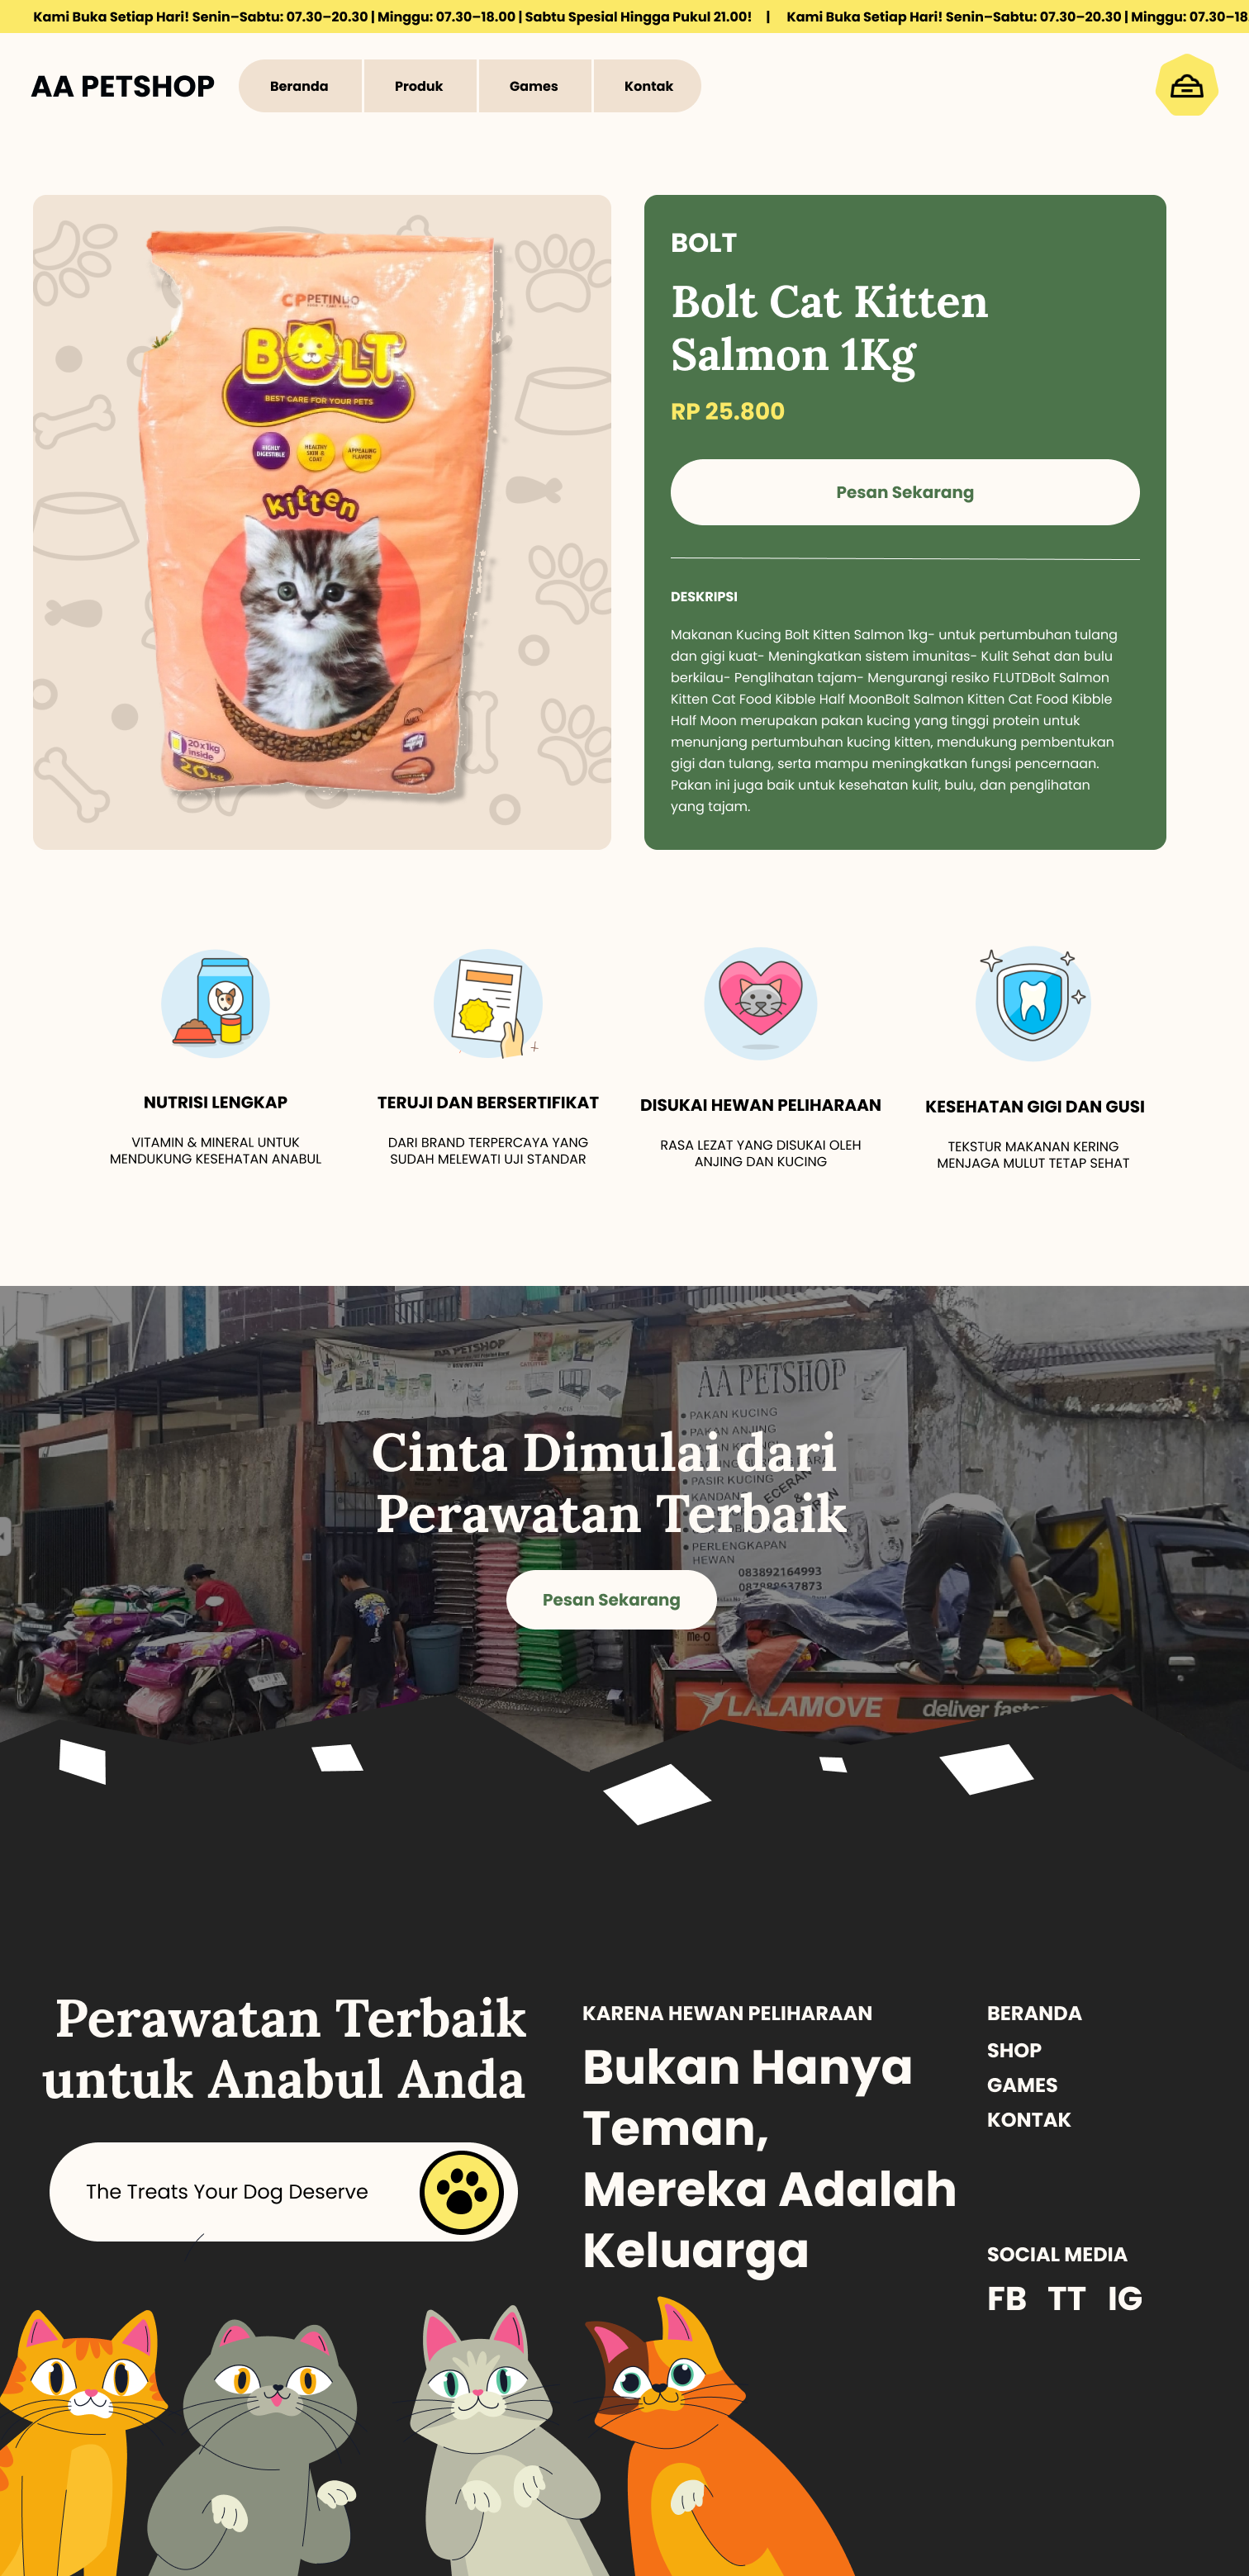 Kami Buka Setiap Hari! Senin–Sabtu: 07.30–20.30 | Minggu: 07.30–18.00 | Sabtu Spesial Hingga Pukul 21.00! | Kami Buka Setiap Hari! Senin–Sabtu: 07.30–20.30 | Minggu: 07.30–18
AA PETSHOP
Beranda
Produk
Games
Kontak
CP PETINDO
BOLT
BEST CARE FOR YOUR PETS
HIGHLY DIGESTIBLE
HEALTHY SKIN & COAT
APPEALING FLAVOR
kitten
20x1kg
inside
20kg
BOLT
Bolt Cat Kitten
Salmon 1Kg
RP 25.800
Pesan Sekarang
DESKRIPSI
Makanan Kucing Bolt Kitten Salmon 1kg- untuk pertumbuhan tulang
dan gigi kuat- Meningkatkan sistem imunitas- Kulit Sehat dan bulu
berkilau- Penglihatan tajam- Mengurangi resiko FLUTDBolt Salmon
Kitten Cat Food Kibble Half MoonBolt Salmon Kitten Cat Food Kibble
Half Moon merupakan pakan kucing yang tinggi protein untuk
menunjang pertumbuhan kucing kitten, mendukung pembentukan
gigi dan tulang, serta mampu meningkatkan fungsi pencernaan.
Pakan ini juga baik untuk kesehatan kulit, bulu, dan penglihatan
yang tajam.
NUTRISI LENGKAP
VITAMIN & MINERAL UNTUK
MENDUKUNG KESEHATAN ANABUL
TERUJI DAN BERSERTIFIKAT
DARI BRAND TERPERCAYA YANG
SUDAH MELEWATI UJI STANDAR
DISUKAI HEWAN PELIHARAAN
RASA LEZAT YANG DISUKAI OLEH
ANJING DAN KUCING
KESEHATAN GIGI DAN GUSI
TEKSTUR MAKANAN KERING
MENJAGA MULUT TETAP SEHAT
AA PETSHOP
AA PETSHOP
PAKAN KUCING
PAKAN ANJING
PASIR KUCING
KANDANG
ECERAN
&
PERLENGKAPAN
HEWAN
083892164993
Me-O
Me-O
Cinta Dimulai dari
Perawatan Terbaik
Pesan Sekarang
LALAMOVE
deliver faster
Perawatan Terbaik
untuk Anabul Anda
The Treats Your Dog Deserve
KARENA HEWAN PELIHARAAN
Bukan Hanya
Teman,
Mereka Adalah
Keluarga
BERANDA
SHOP
GAMES
KONTAK
SOCIAL MEDIA
FB TT IG